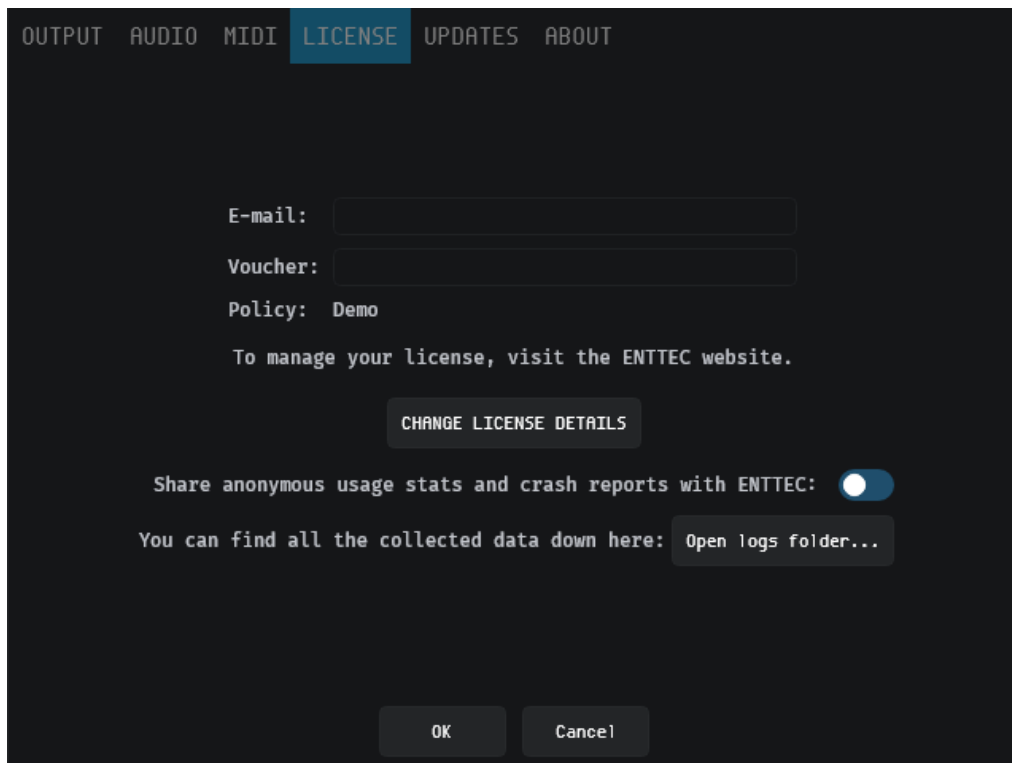 OUTPUT AUDIO MIDI LICENSE UPDATES ABOUT
E-mail:
Voucher:
Policy: Demo
To manage your license, visit the ENTTEC website.
CHANGE LICENSE DETAILS
Share anonymous usage stats and crash reports with ENTTEC:
You can find all the collected data down here: Open logs folder...
OK Cancel